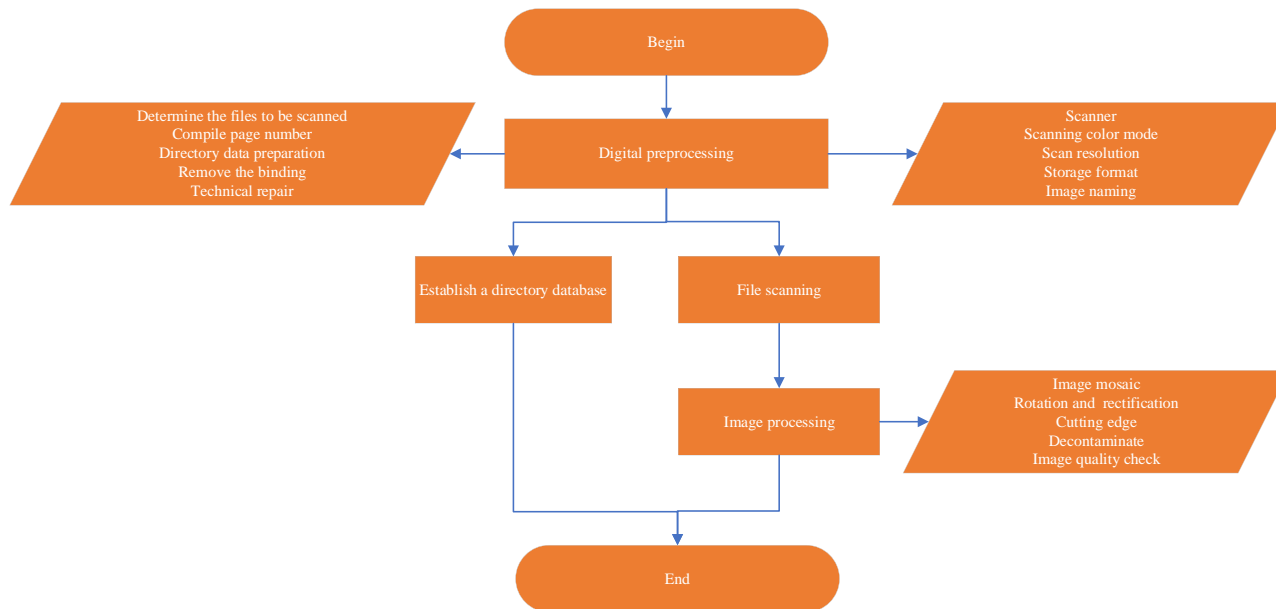 Begin
Determine the files to be scanned
Compile page number
Directory data preparation
Remove the binding
Technical repair
Digital preprocessing
Scanner
Scanning color mode
Scan resolution
Storage format
Image naming
Establish a directory database
File scanning
Image processing
Image mosaic
Rotation and  rectification
Cutting edge
Decontaminate
Image quality check
End